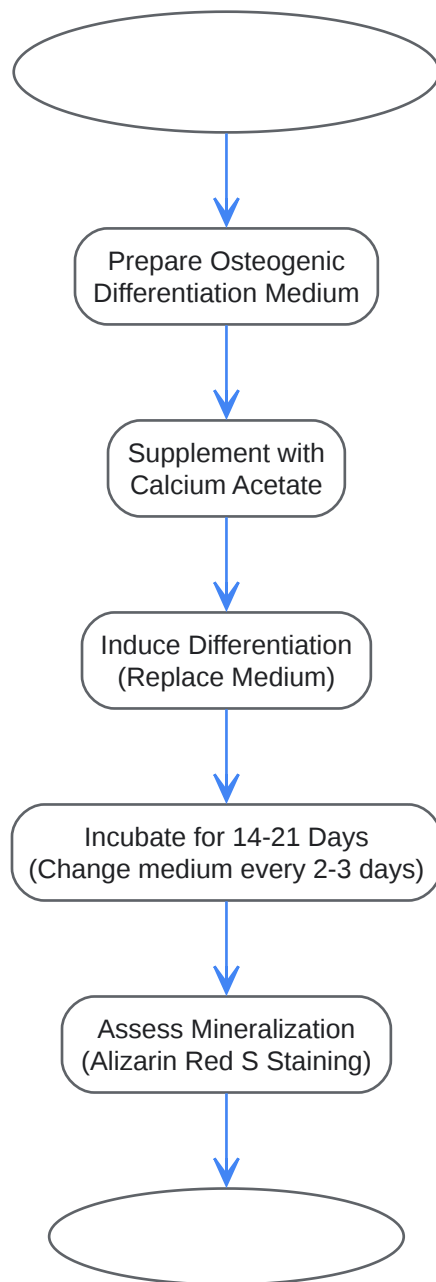 Prepare Osteogenic
Differentiation Medium
Supplement with
Calcium Acetate
Induce Differentiation
(Replace Medium)
Incubate for 14-21 Days
(Change medium every 2-3 days)
Assess Mineralization
(Alizarin Red S Staining)